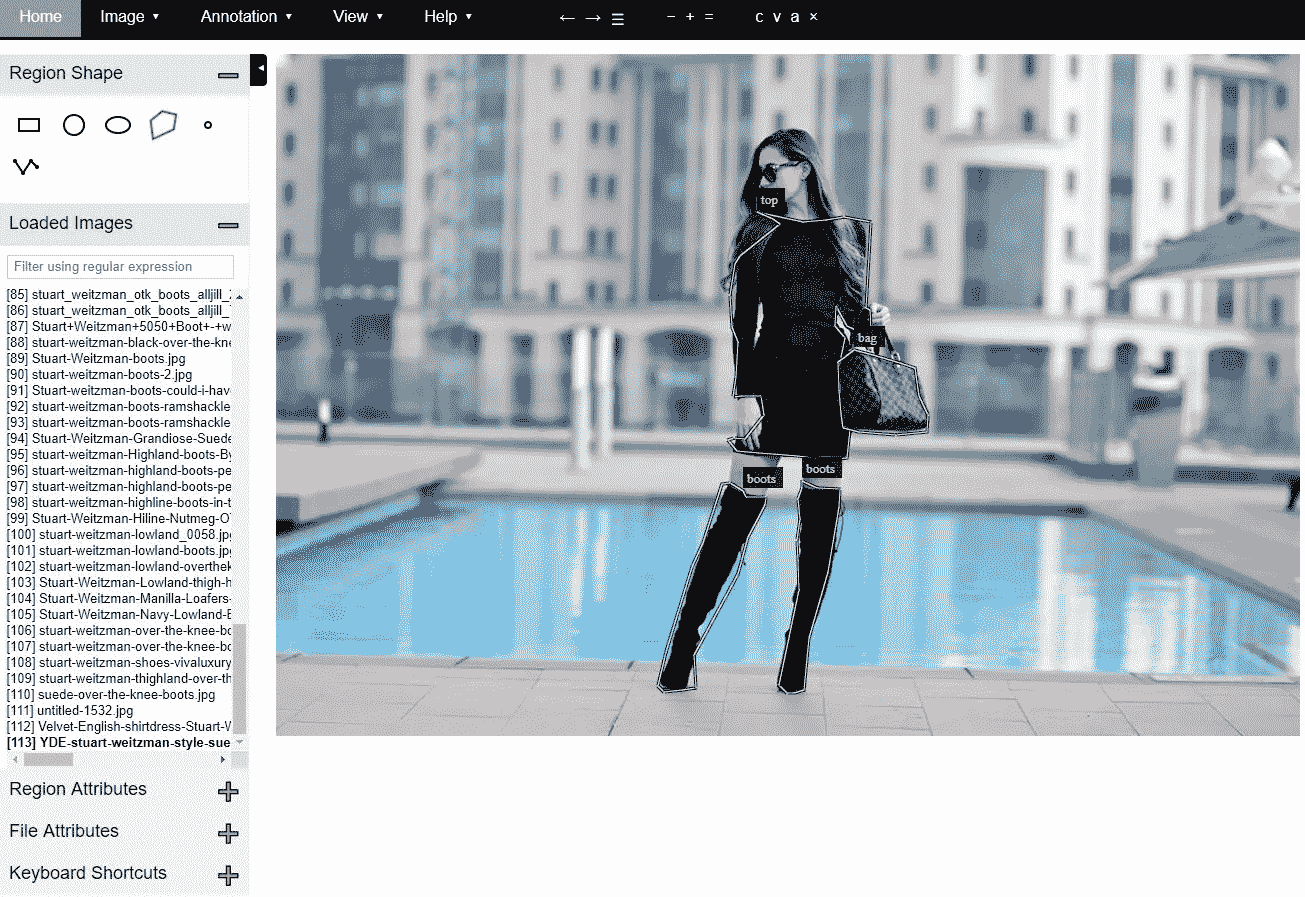 Home Image ▼ Annotation ▼ View ▼ Help ▼ ← → ☰ − + = c v a ×
Region Shape
Loaded Images
Filter using regular expression
[85] stuart_weitzman_otk_boots_alljill_
[86] stuart_weitzman_otk_boots_alljill_
[87] Stuart+Weitzman+5050+Boot+-+w
[88] stuart-weitzman-black-over-the-kne
[89] Stuart-Weitzman-boots.jpg
[90] stuart-weitzman-boots-2.jpg
[91] Stuart-weitzman-boots-could-i-hav
[92] stuart-weitzman-boots-ramshackle
[93] stuart-weitzman-boots-ramshackle
[94] Stuart-Weitzman-Grandiose-Suede
[95] stuart-weitzman-Highland-boots-By
[96] stuart-weitzman-highland-boots-pe
[97] stuart-weitzman-highland-boots-pe
[98] stuart-weitzman-highline-boots-in-t
[99] Stuart-Weitzman-Hiline-Nutmeg-O
[100] stuart-weitzman-lowland_0058.jpg
[101] stuart-weitzman-lowland-boots.jpg
[102] stuart-weitzman-lowland-overthek
[103] Stuart-Weitzman-Lowland-thigh-h
[104] Stuart-Weitzman-Manilla-Loafers-
[105] Stuart-Weitzman-Navy-Lowland-B
[106] stuart-weitzman-over-the-knee-bo
[107] stuart-weitzman-over-the-knee-bo
[108] stuart-weitzman-shoes-vivaluxury
[109] stuart-weitzman-thighland-over-th
[110] suede-over-the-knee-boots.jpg
[111] untitled-1532.jpg
[112] Velvet-English-shirtdress-Stuart-W
[113] YDE-stuart-weitzman-style-sue
Region Attributes
File Attributes
Keyboard Shortcuts
top
bag
boots
boots